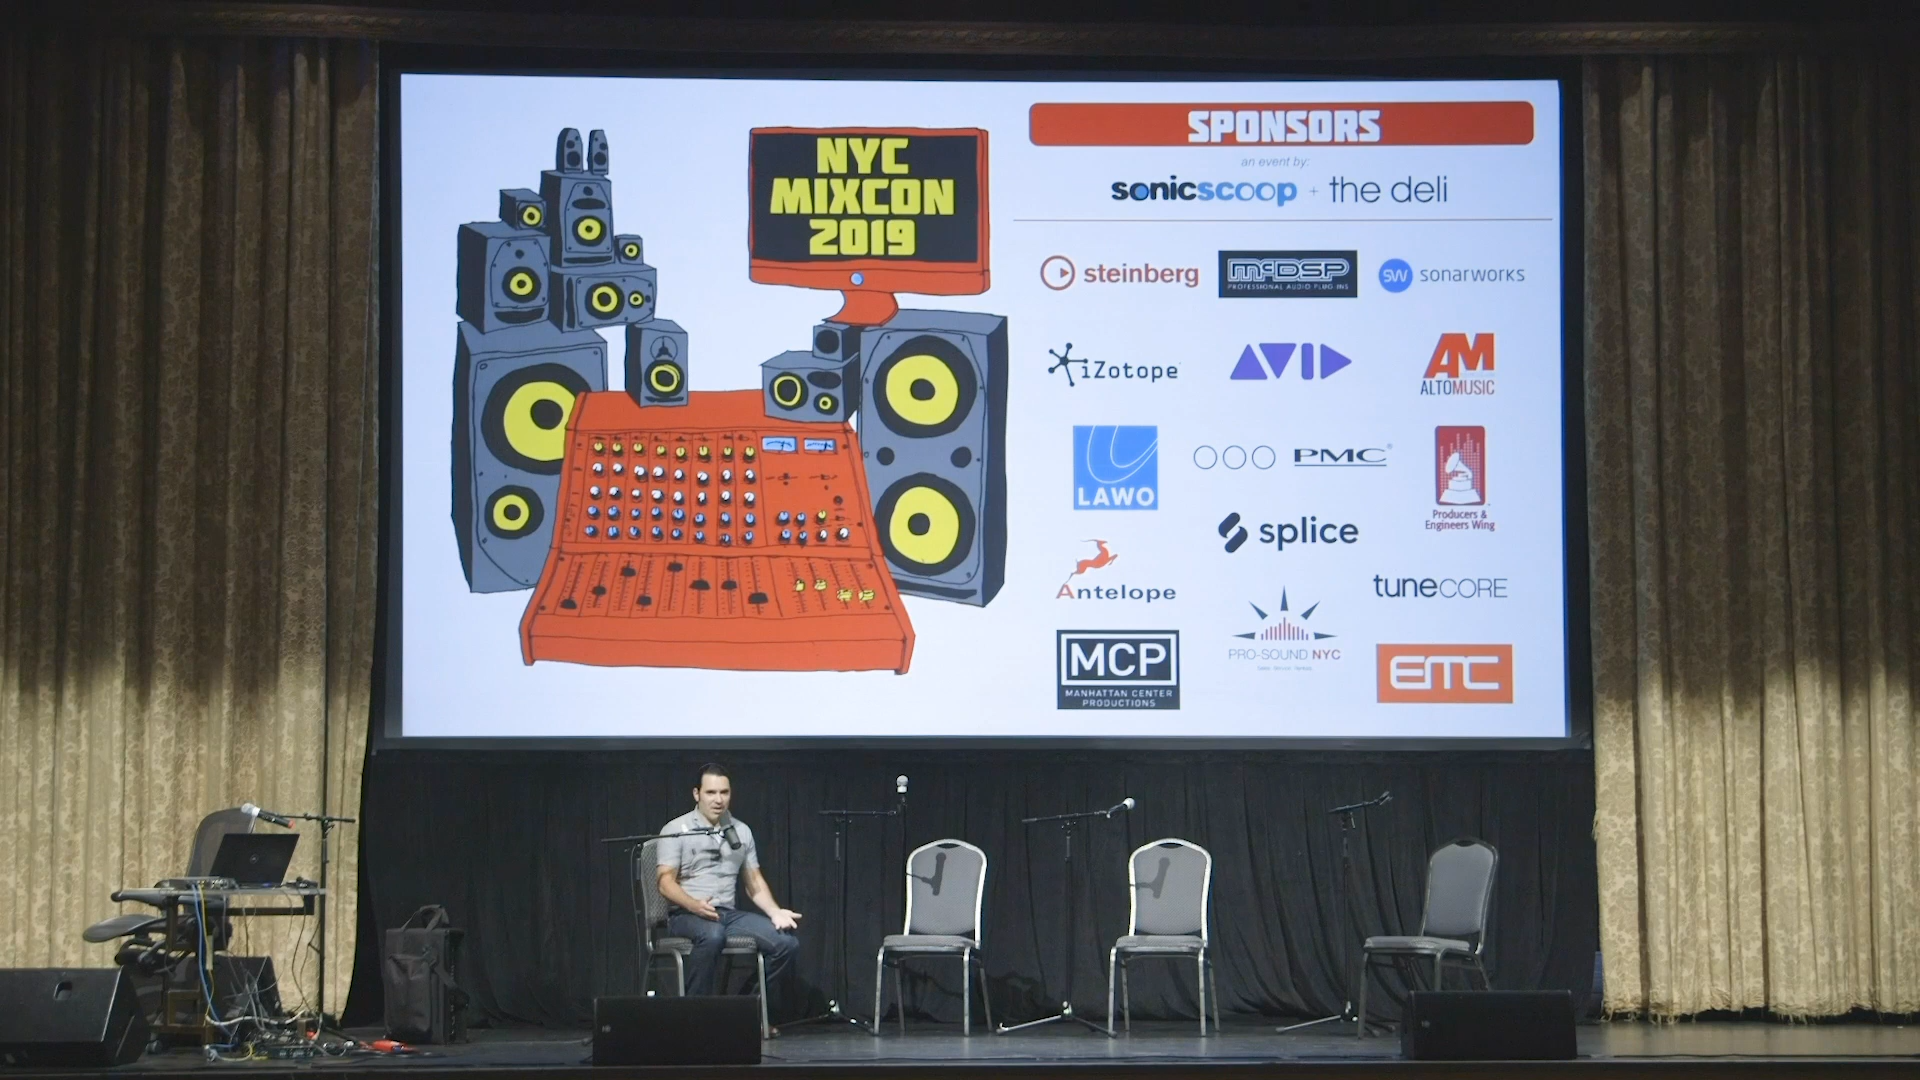 NYC
MIXCON
2019
SPONSORS
an event by:
sonicscoop + the deli
steinberg
McDSP
PROFESSIONAL AUDIO PLUG-INS
SW sonarworks
iZotope
AVID
AM
ALTOMUSIC
LAWO
PMC
Producers &
Engineers Wing
splice
Antelope
tuneCORE
MCP
MANHATTAN CENTER
PRODUCTIONS
PRO-SOUND NYC
EMC